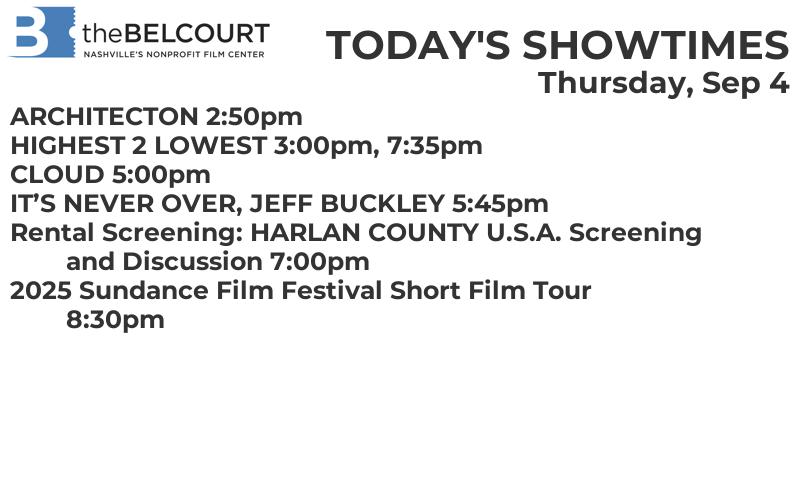 B theBELCOURT
NASHVILLE'S NONPROFIT FILM CENTER
TODAY'S SHOWTIMES
Thursday, Sep 4
ARCHITECTON 2:50pm
HIGHEST 2 LOWEST 3:00pm, 7:35pm
CLOUD 5:00pm
IT’S NEVER OVER, JEFF BUCKLEY 5:45pm
Rental Screening: HARLAN COUNTY U.S.A. Screening
and Discussion 7:00pm
2025 Sundance Film Festival Short Film Tour
8:30pm